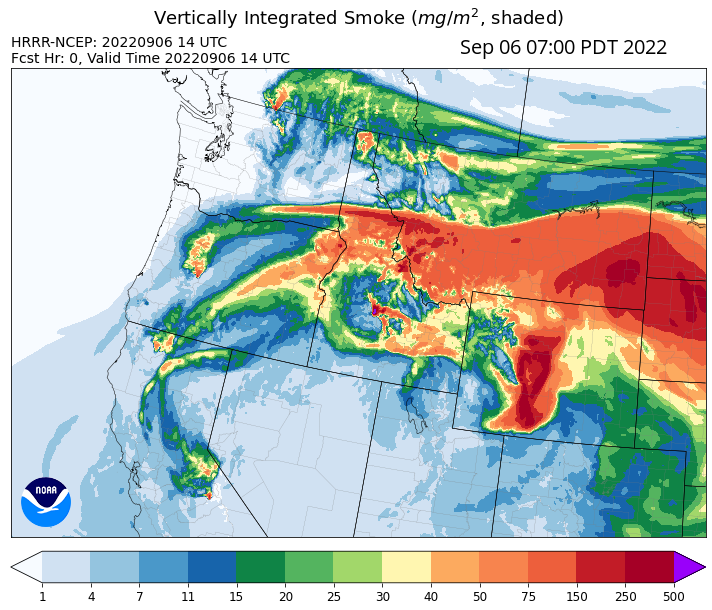 Vertically Integrated Smoke (mg/m², shaded)
HRRR-NCEP: 20220906 14 UTC
Fcst Hr: 0, Valid Time 20220906 14 UTC
Sep 06 07:00 PDT 2022
NOAA
1 4 7 11 15 20 25 30 40 50 75 150 250 500